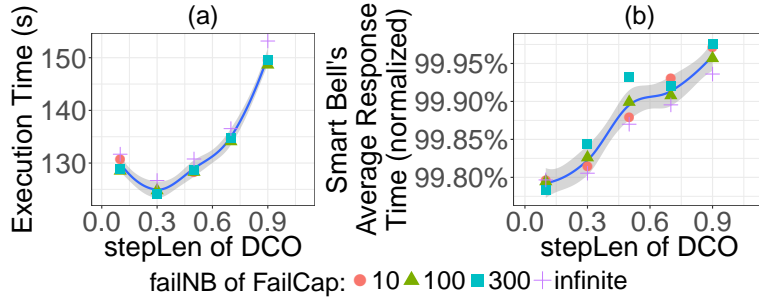 (a)
Execution Time (s)
150
140
130
0.0 0.3 0.6 0.9
stepLen of DCO
(b)
Smart Bell's
Average Response
Time (normalized)
99.95%
99.90%
99.85%
99.80%
0.0 0.3 0.6 0.9
stepLen of DCO
failNB of FailCap: 10 100 300 infinite